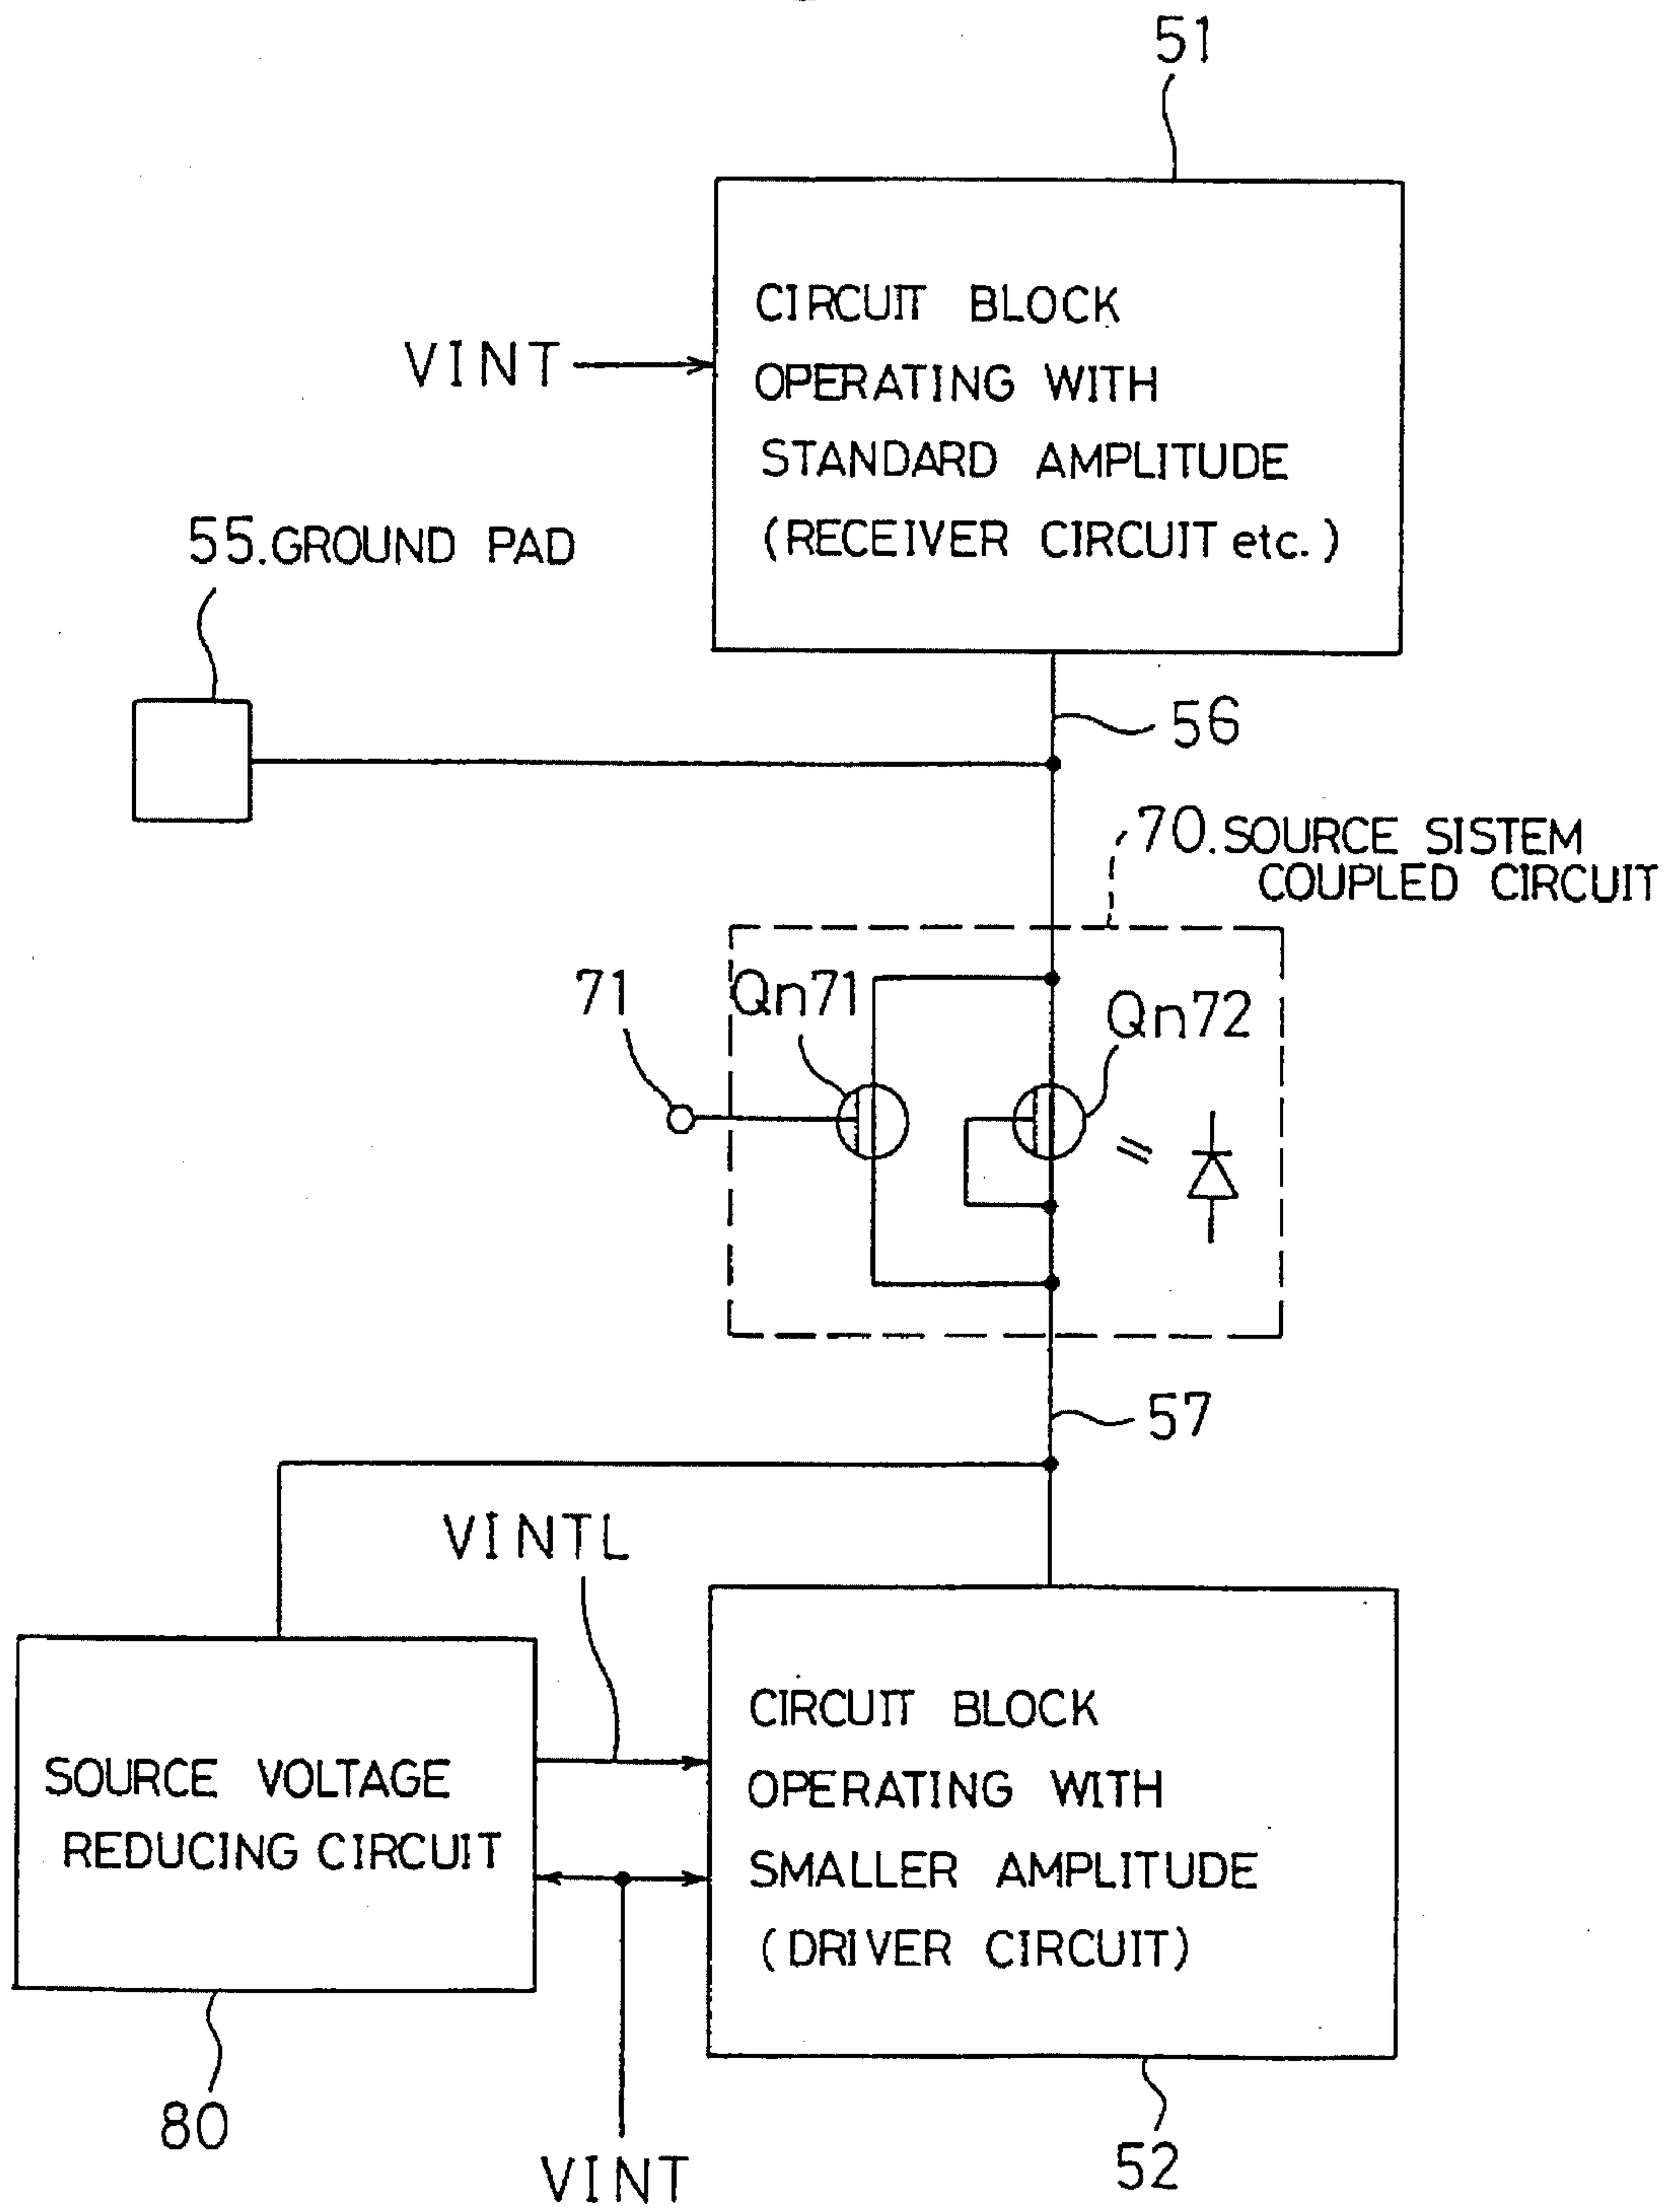 51
CIRCUIT BLOCK
OPERATING WITH
STANDARD AMPLITUDE
(RECEIVER CIRCUIT etc.)
VINT
55.GROUND PAD
56
70.SOURCE SISTEM
COUPLED CIRCUIT
71
Qn71
Qn72
57
VINTL
SOURCE VOLTAGE
REDUCING CIRCUIT
CIRCUIT BLOCK
OPERATING WITH
SMALLER AMPLITUDE
(DRIVER CIRCUIT)
80
VINT
52